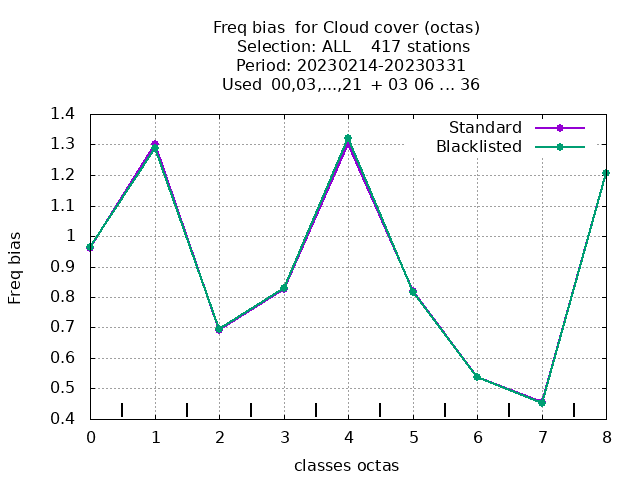 Freq bias  for Cloud cover (octas)
Selection: ALL    417 stations
Period: 20230214-20230331
Used  00,03,...,21  + 03 06 ... 36
Standard
Blacklisted
1.4
1.3
1.2
1.1
1
0.9
0.8
0.7
0.6
0.5
0.4
Freq bias
0 1 2 3 4 5 6 7 8
classes octas